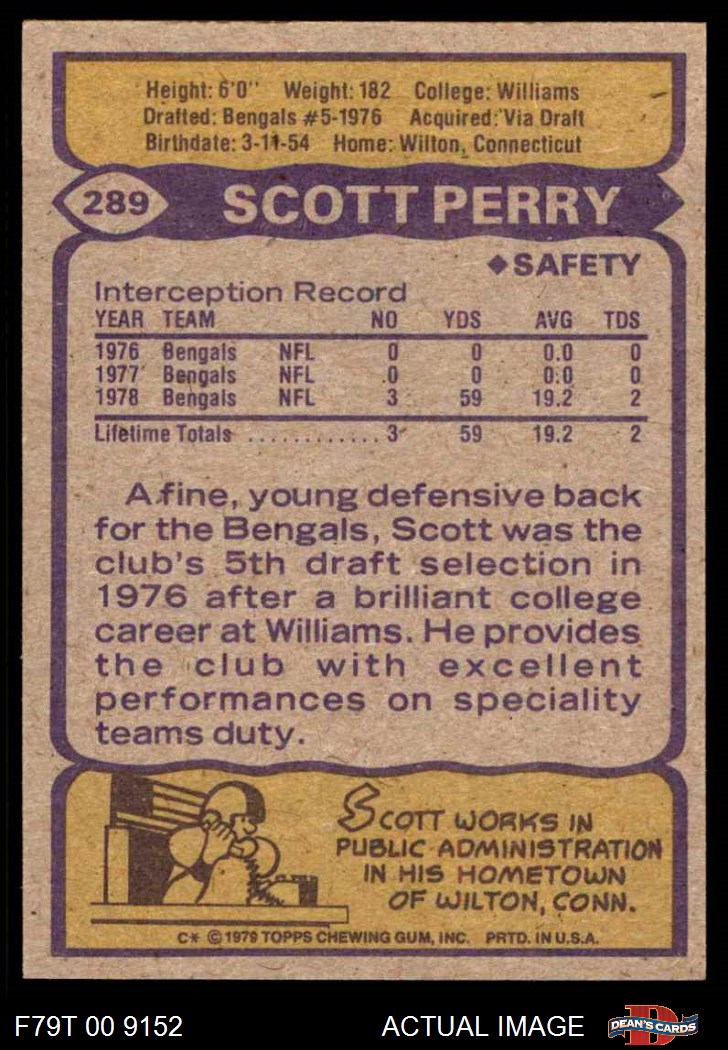 Height: 6'0" Weight: 182 College: Williams
Drafted: Bengals #5-1976 Acquired: Via Draft
Birthdate: 3-11-54 Home: Wilton, Connecticut
289 SCOTT PERRY
◆SAFETY
Interception Record
YEAR TEAM NO YDS AVG TDS
1976 Bengals NFL 0 0 0.0 0
1977 Bengals NFL 0 0 0.0 0
1978 Bengals NFL 3 59 19.2 2
Lifetime Totals ............ 3 59 19.2 2
A fine, young defensive back
for the Bengals, Scott was the
club's 5th draft selection in
1976 after a brilliant college
career at Williams. He provides
the club with excellent
performances on speciality
teams duty.
SCOTT WORKS IN
PUBLIC ADMINISTRATION
IN HIS HOMETOWN
OF WILTON, CONN.
C* © 1979 TOPPS CHEWING GUM, INC. PRTD. IN U.S.A.
F79T 00 9152 ACTUAL IMAGE D DEAN'S CARDS